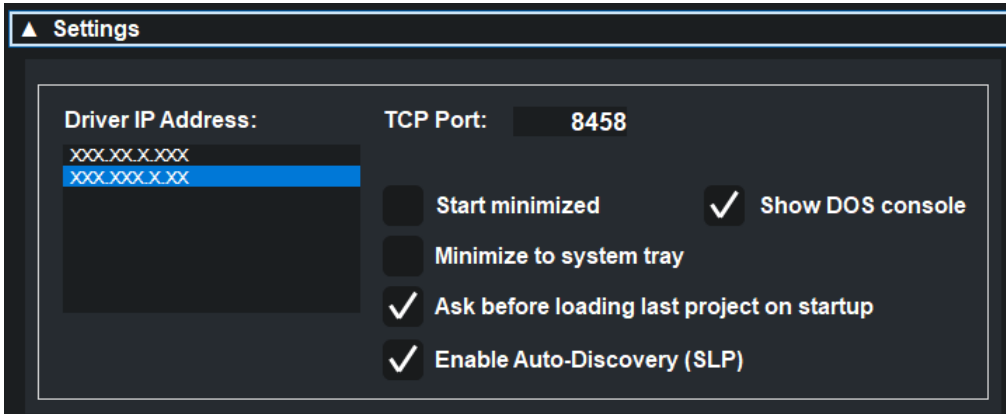 ▲ Settings
Driver IP Address:
XXX.XX.X.XXX
XXX.XXX.X.XX
TCP Port: 8458
Start minimized
Show DOS console
Minimize to system tray
Ask before loading last project on startup
Enable Auto-Discovery (SLP)